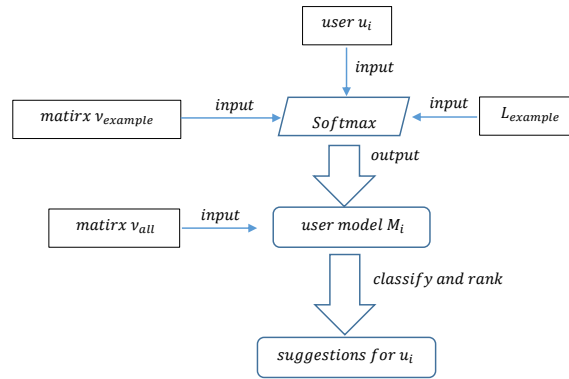 user u_i
input
input
input
matirx v_example
Softmax
L_example
output
input
matirx v_all
user model M_i
classify and rank
suggestions for u_i